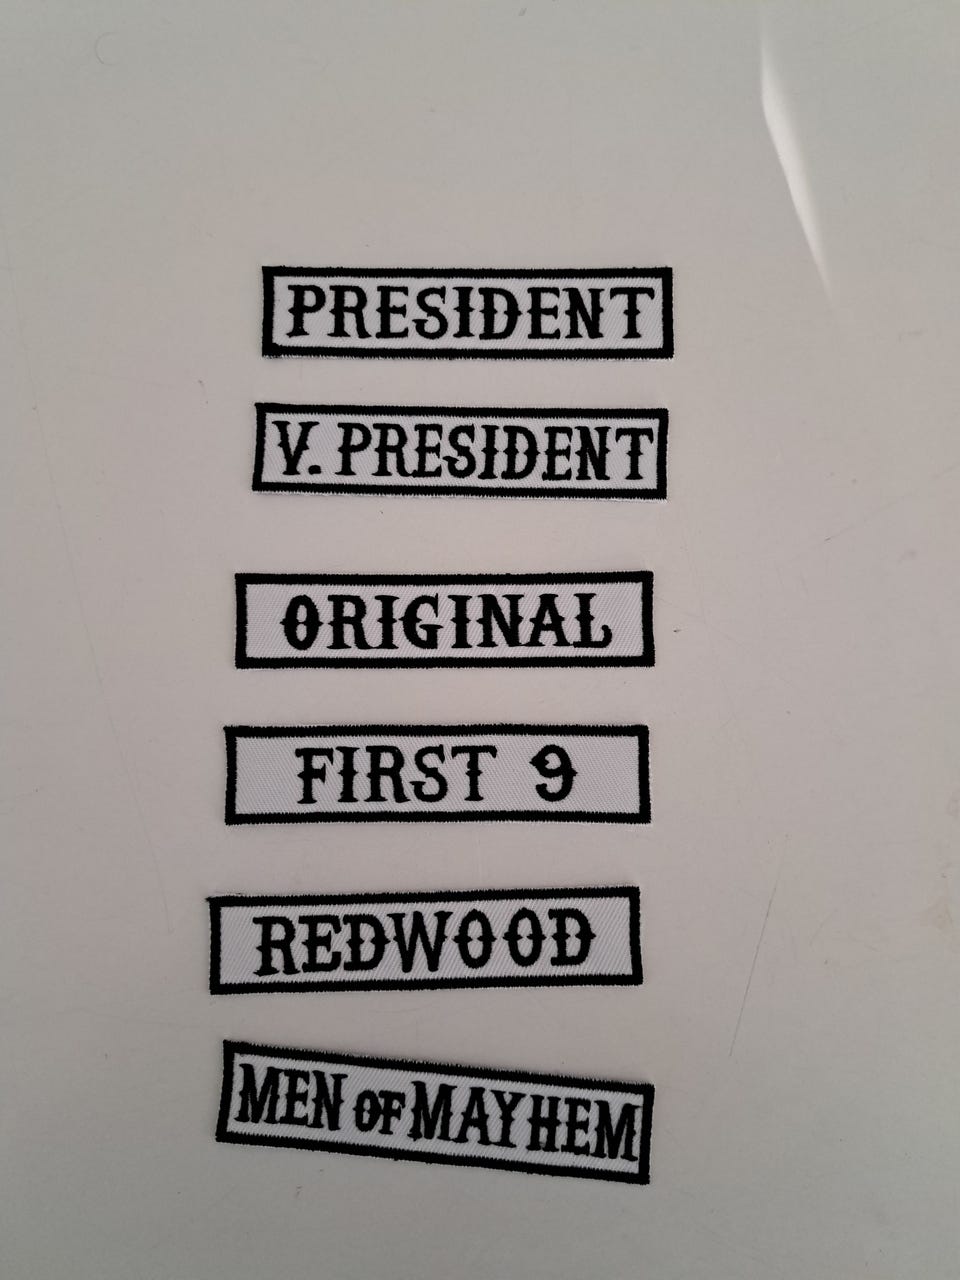 PRESIDENT
V. PRESIDENT
ORIGINAL
FIRST 9
REDWOOD
MEN OF MAYHEM